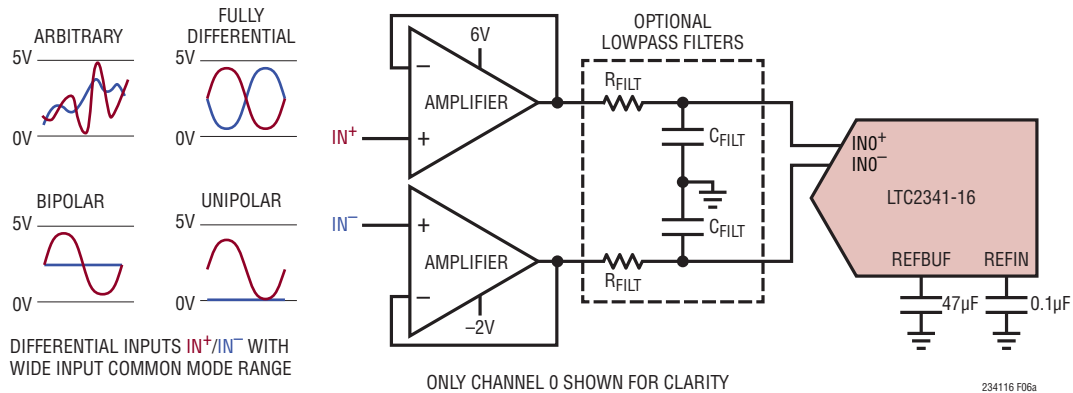 ARBITRARY
5V
0V
FULLY
DIFFERENTIAL
5V
0V
BIPOLAR
5V
0V
UNIPOLAR
5V
0V
DIFFERENTIAL INPUTS IN+/IN− WITH
WIDE INPUT COMMON MODE RANGE
6V
−
AMPLIFIER
IN+
+
IN−
+
AMPLIFIER
−
−2V
OPTIONAL
LOWPASS FILTERS
RFILT
CFILT
CFILT
RFILT
IN0+
IN0−
LTC2341-16
REFBUF REFIN
47µF
0.1µF
ONLY CHANNEL 0 SHOWN FOR CLARITY
234116 F06a